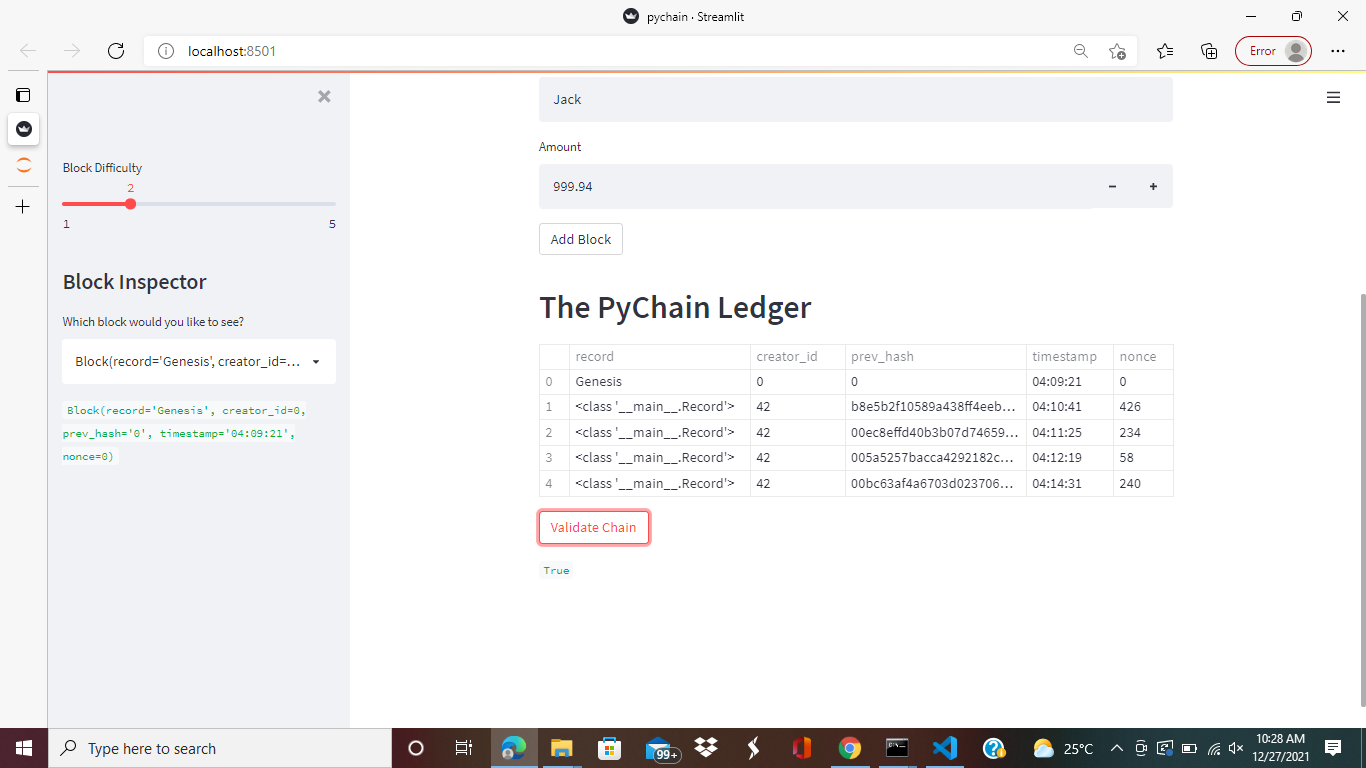 pychain · Streamlit
localhost:8501
Error
Block Difficulty
2
1 5
Block Inspector
Which block would you like to see?
Block(record='Genesis', creator_id=...
Block(record='Genesis', creator_id=0,
prev_hash='0', timestamp='04:09:21',
nonce=0)
Jack
Amount
999.94
Add Block
The PyChain Ledger
record creator_id prev_hash timestamp nonce
0 Genesis 0 0 04:09:21 0
1 <class '__main__.Record'> 42 b8e5b2f10589a438ff4eeb... 04:10:41 426
2 <class '__main__.Record'> 42 00ec8effd40b3b07d74659... 04:11:25 234
3 <class '__main__.Record'> 42 005a5257bacca4292182c... 04:12:19 58
4 <class '__main__.Record'> 42 00bc63af4a6703d023706... 04:14:31 240
Validate Chain
True
Type here to search
99+
25°C
10:28 AM
12/27/2021